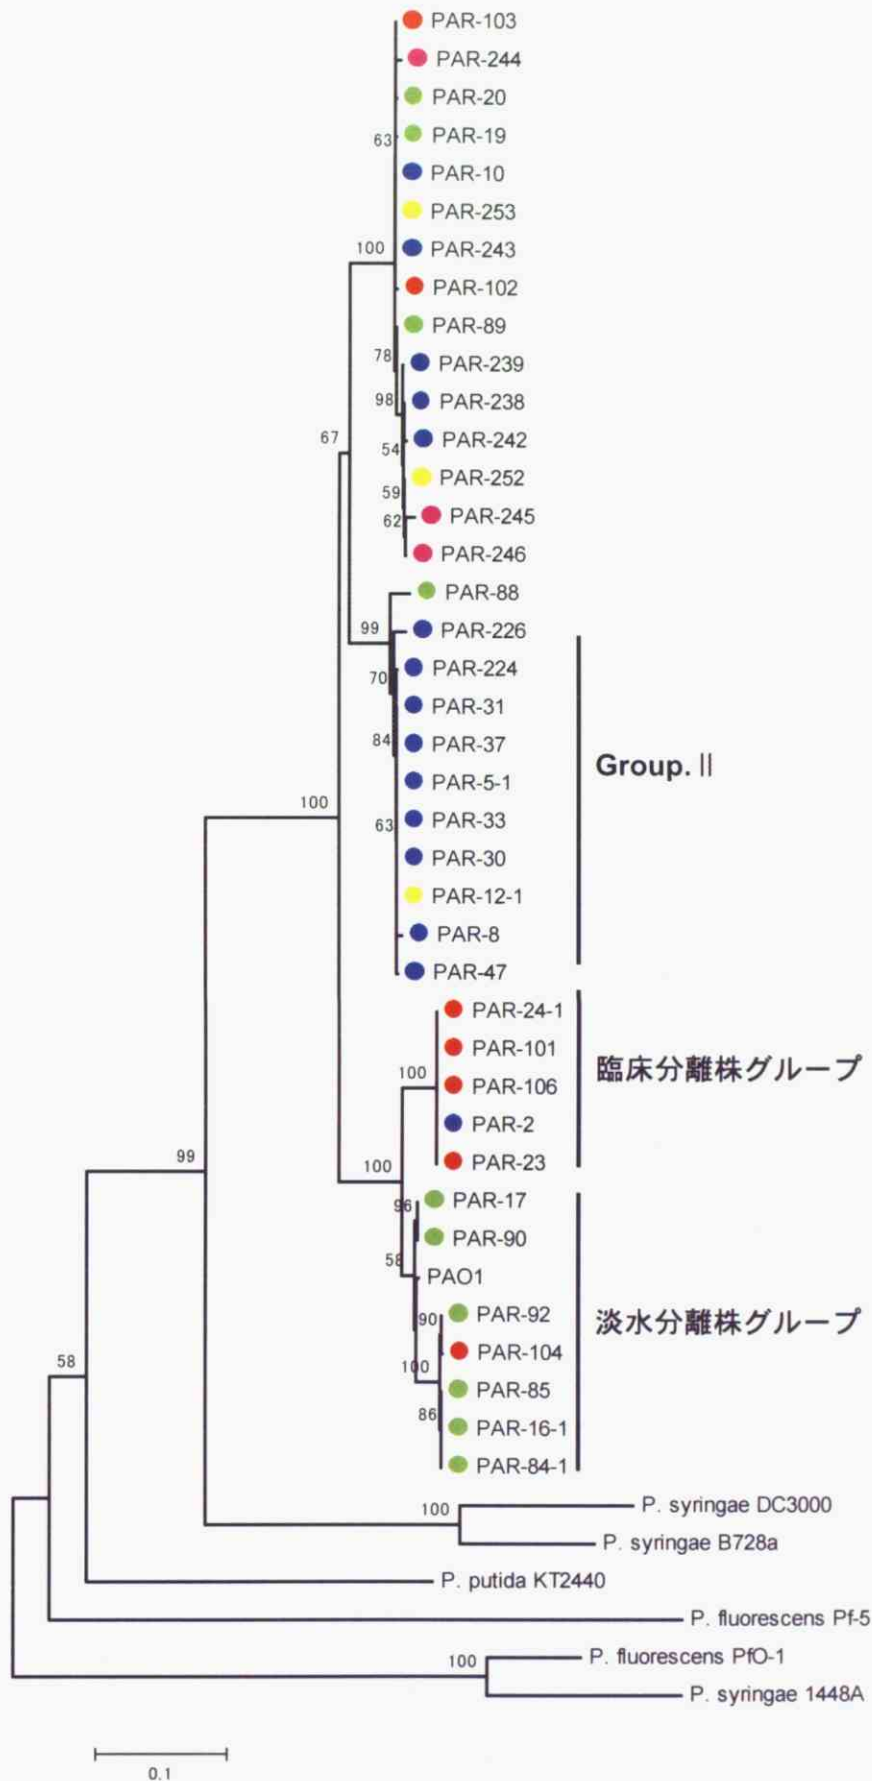 PAR-103
PAR-244
PAR-20
PAR-19
63
PAR-10
PAR-253
PAR-243
100
PAR-102
PAR-89
78
PAR-239
98
PAR-238
67
PAR-242
54
PAR-252
59
PAR-245
62
PAR-246
PAR-88
99
PAR-226
PAR-224
70
PAR-31
84
PAR-37
Group.Ⅱ
PAR-5-1
100
PAR-33
63
PAR-30
PAR-12-1
PAR-8
PAR-47
PAR-24-1
PAR-101
100
PAR-106
臨床分離株グループ
PAR-2
99
100
PAR-23
96
PAR-17
PAR-90
58
PAO1
90
PAR-92
淡水分離株グループ
PAR-104
58
100
PAR-85
86
PAR-16-1
PAR-84-1
100
P. syringae DC3000
P. syringae B728a
P. putida KT2440
P. fluorescens Pf-5
100
P. fluorescens PfO-1
P. syringae 1448A
0.1